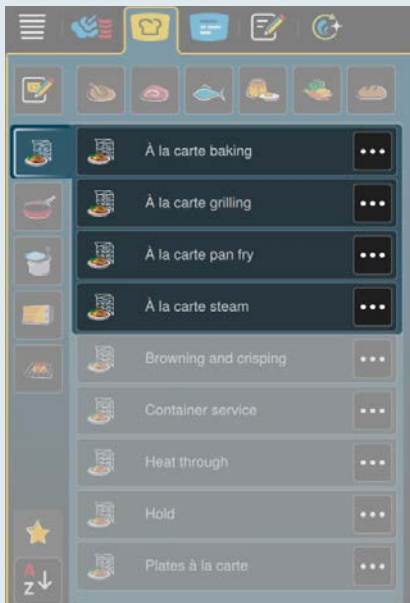 À la carte baking
À la carte grilling
À la carte pan fry
À la carte steam
Browning and crisping
Container service
Heat through
Hold
Plates à la carte
A
Z